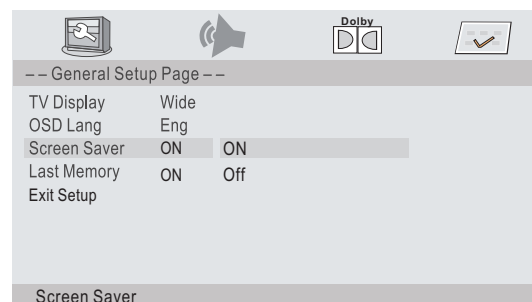 Dolby
-- General Setup Page --
TV Display Wide
OSD Lang Eng
Screen Saver ON ON
Last Memory ON Off
Exit Setup
Screen Saver